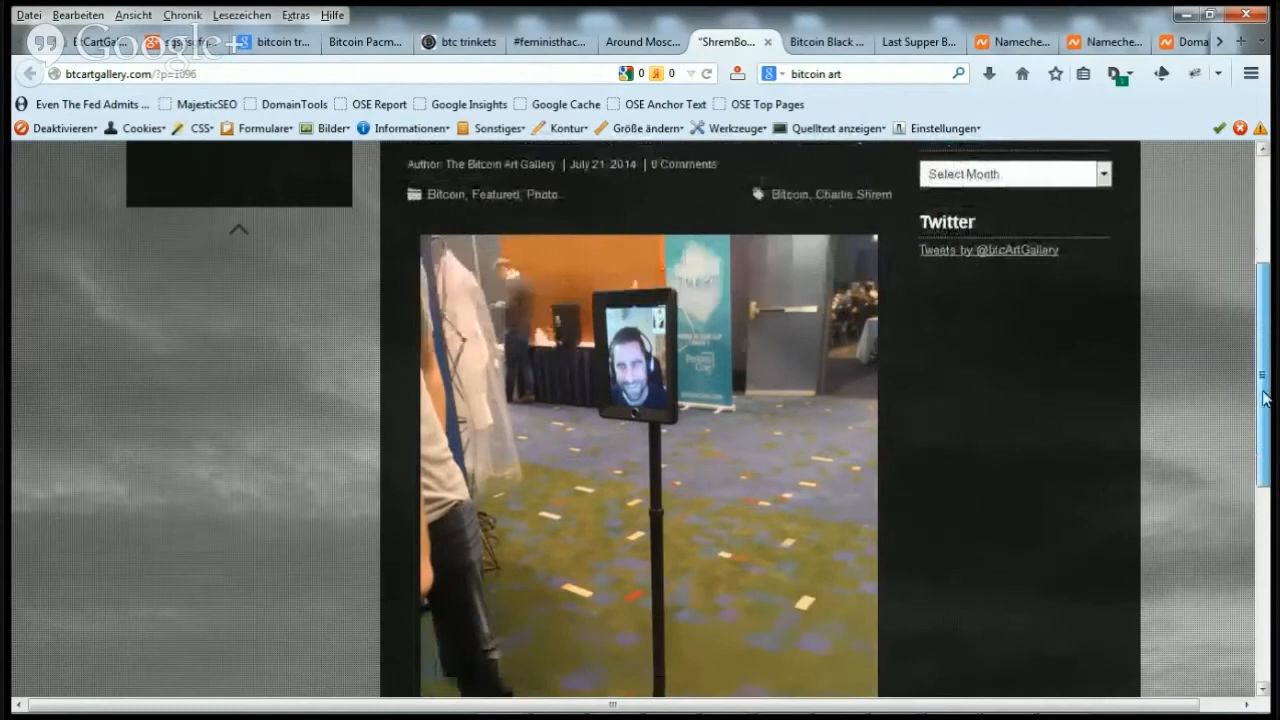 Datei Bearbeiten Ansicht Chronik Lesezeichen Extras Hilfe
Google+
BtCartGal...
bitcoin tr...
Bitcoin Pacm...
btc trinkets
#feministhac...
Around Mosc...
"ShremBo...
Bitcoin Black ...
Last Supper B...
Nameche...
Nameche...
Doma
btcartgallery.com/?p=1096
0
0
bitcoin art
Even The Fed Admits ...
MajesticSEO
DomainTools
OSE Report
Google Insights
Google Cache
OSE Anchor Text
OSE Top Pages
Deaktivieren
Cookies
CSS
Formulare
Bilder
Informationen
Sonstiges
Kontur
Größe ändern
Werkzeuge
Quelltext anzeigen
Einstellungen
Author: The Bitcoin Art Gallery | July 21, 2014 | 0 Comments
Bitcoin, Featured, Photo
Bitcoin, Charlie Shrem
Select Month
Twitter
Tweets by @btcArtGallery